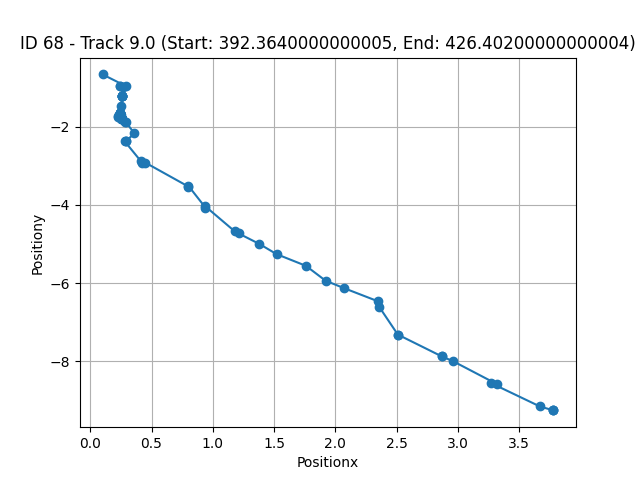 ID 68 - Track 9.0 (Start: 392.3640000000005, End: 426.40200000000004)
Positiony
−2
−4
−6
−8
0.0 0.5 1.0 1.5 2.0 2.5 3.0 3.5
Positionx